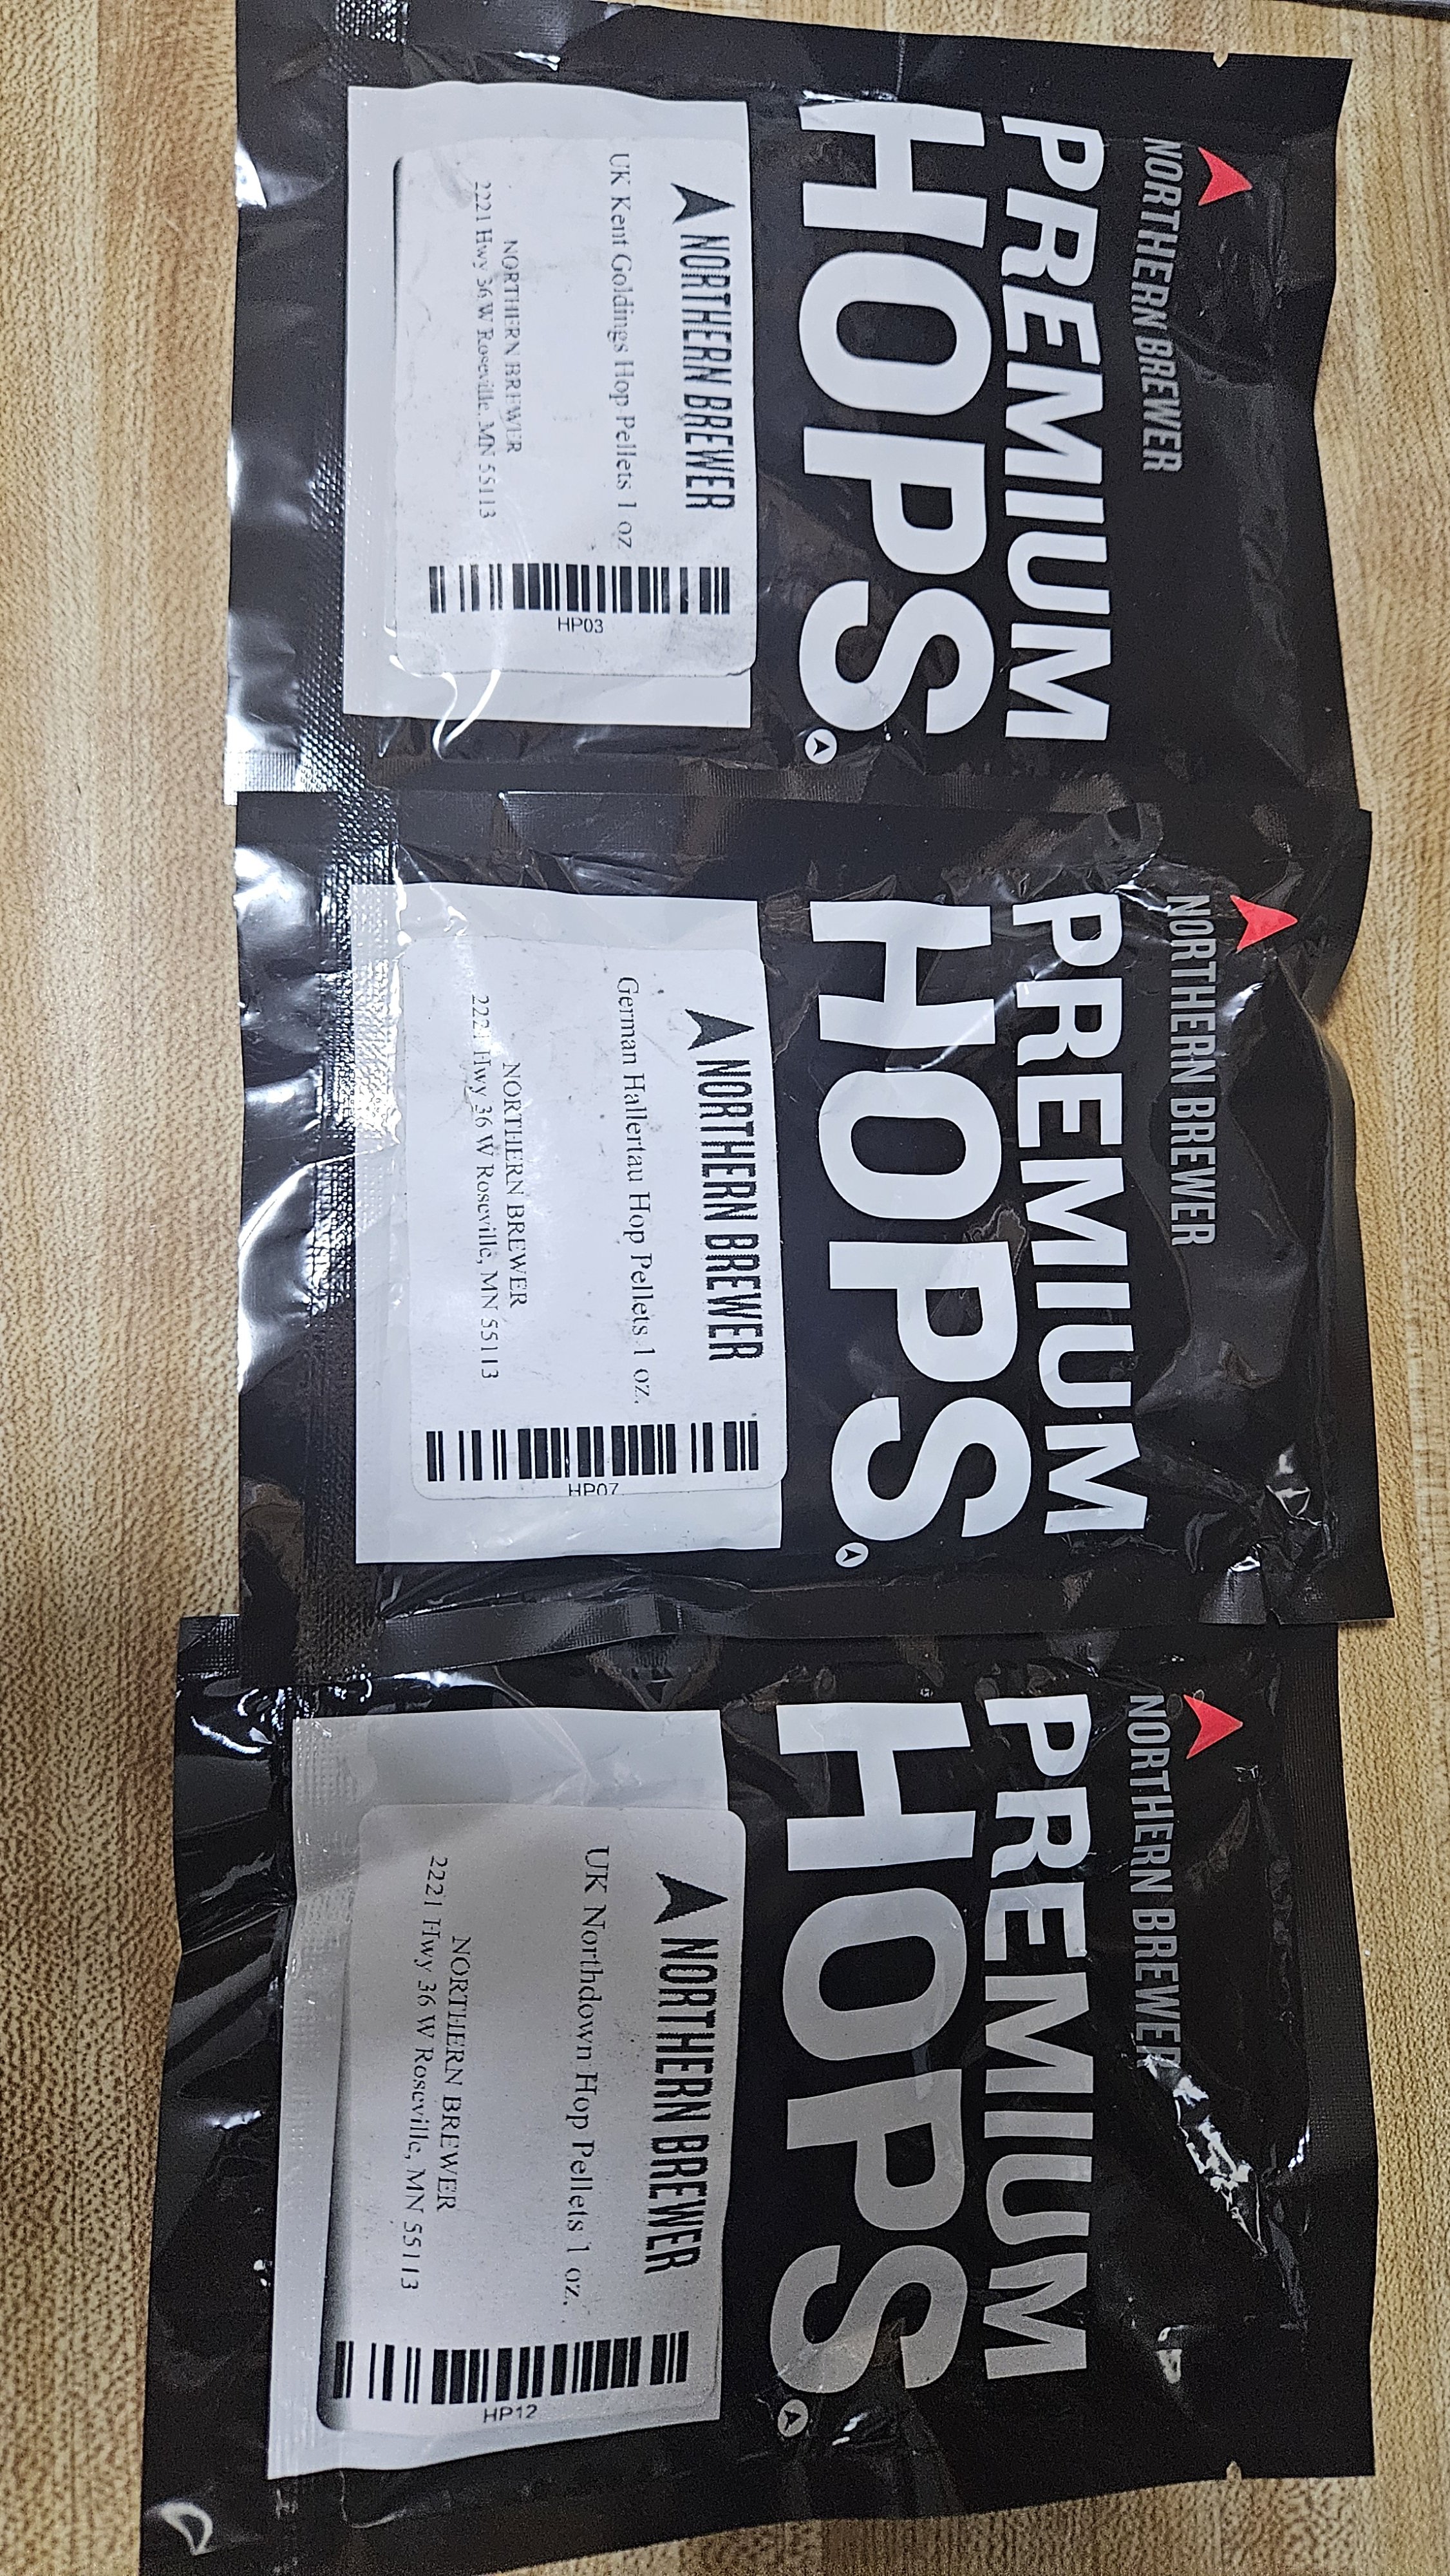 NORTHERN BREWER
PREMIUM
HOPS
NORTHERN BREWER
UK Kent Goldings Hop Pellets 1 oz
NORTHERN BREWER
2221 Hwy 36 W Roseville, MN 55113
HP03
NORTHERN BREWER
PREMIUM
HOPS
NORTHERN BREWER
German Hallertau Hop Pellets 1 oz.
NORTHERN BREWER
2221 Hwy 36 W Roseville, MN 55113
HP07
NORTHERN BREWER
PREMIUM
HOPS
NORTHERN BREWER
UK Northdown Hop Pellets 1 oz.
NORTHERN BREWER
2221 Hwy 36 W Roseville, MN 55113
HP12